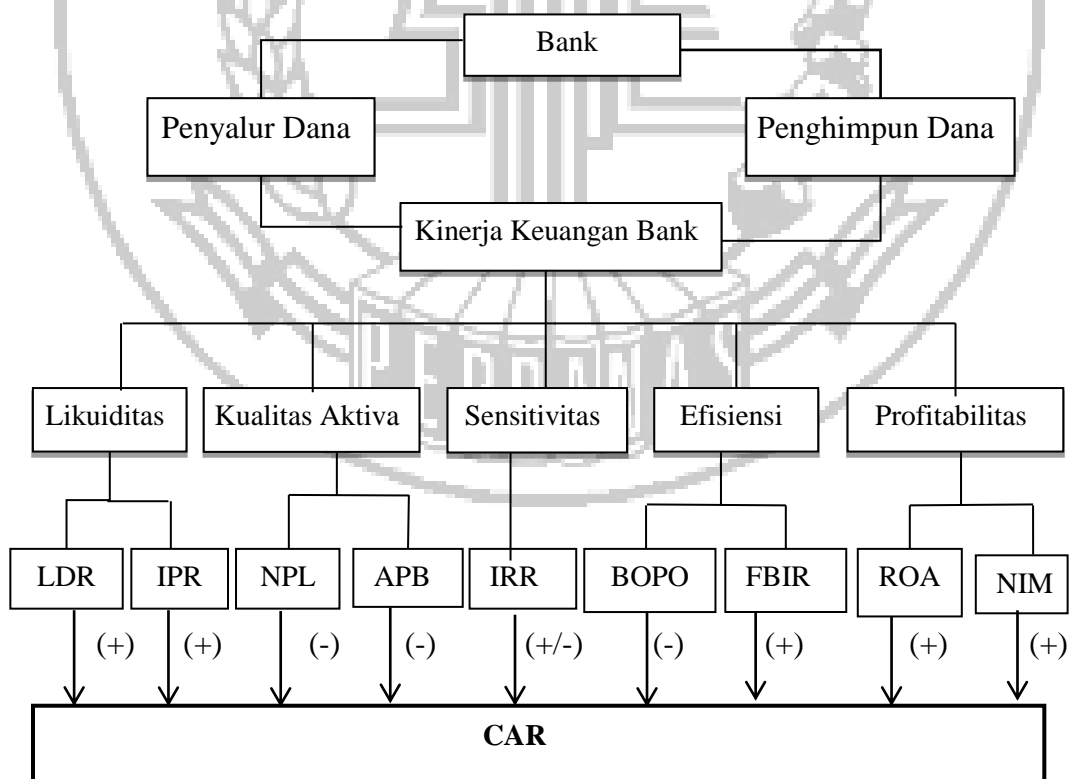 Bank
Penyalur Dana
Penghimpun Dana
Kinerja Keuangan Bank
Likuiditas
Kualitas Aktiva
Sensitivitas
Efisiensi
Profitabilitas
LDR
IPR
NPL
APB
IRR
BOPO
FBIR
ROA
NIM
(+)
(+)
(-)
(-)
(+/-)
(-)
(+)
(+)
(+)
CAR